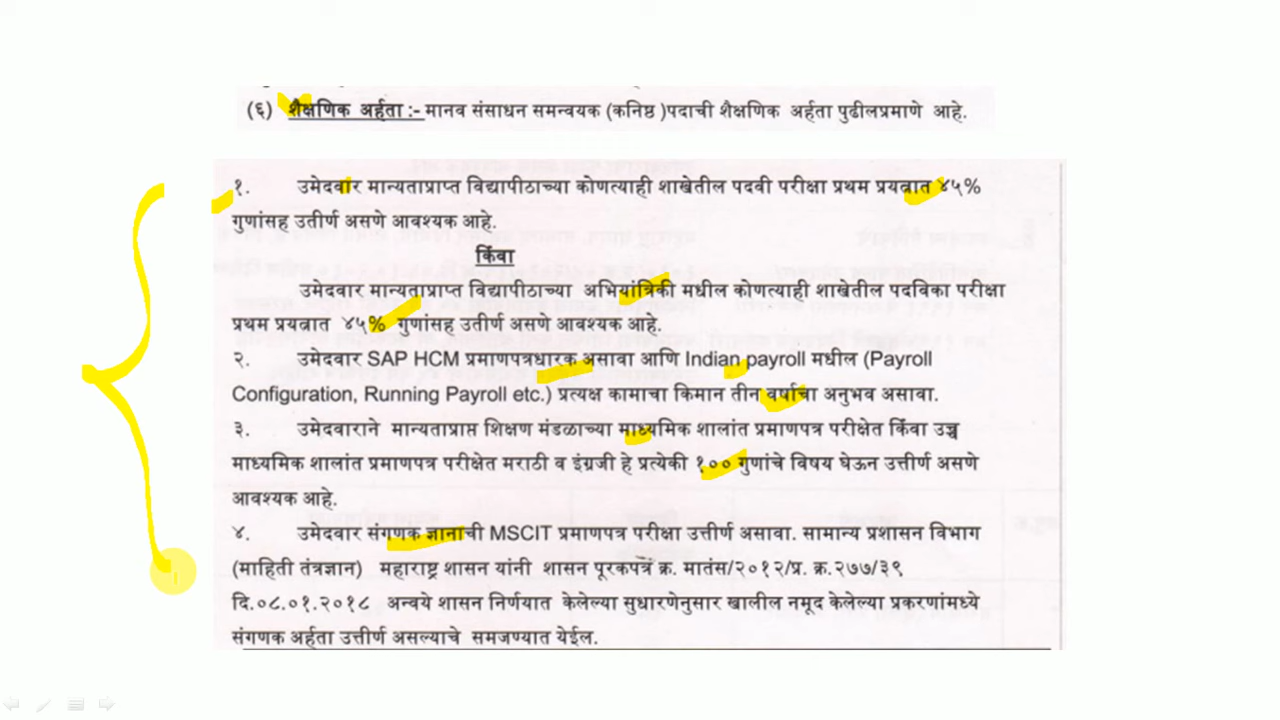 (६) शैक्षणिक अर्हता :- मानव संसाधन समन्वयक (कनिष्ठ )पदाची शैक्षणिक अर्हता पुढीलप्रमाणे आहे.
१. उमेदवार मान्यताप्राप्त विद्यापीठाच्या कोणत्याही शाखेतील पदवी परीक्षा प्रथम प्रयत्नात ४५%
गुणांसह उतीर्ण असणे आवश्यक आहे.
किंवा
उमेदवार मान्यताप्राप्त विद्यापीठाच्या अभियांत्रिकी मधील कोणत्याही शाखेतील पदविका परीक्षा
प्रथम प्रयत्नात ४५% गुणांसह उतीर्ण असणे आवश्यक आहे.
२. उमेदवार SAP HCM प्रमाणपत्रधारक असावा आणि Indian payroll मधील (Payroll
Configuration, Running Payroll etc.) प्रत्यक्ष कामाचा किमान तीन वर्षाचा अनुभव असावा.
३. उमेदवाराने मान्यताप्राप्त शिक्षण मंडळाच्या माध्यमिक शालांत प्रमाणपत्र परीक्षेत किंवा उच्च
माध्यमिक शालांत प्रमाणपत्र परीक्षेत मराठी व इंग्रजी हे प्रत्येकी १०० गुणांचे विषय घेऊन उत्तीर्ण असणे
आवश्यक आहे.
४. उमेदवार संगणक ज्ञानाची MSCIT प्रमाणपत्र परीक्षा उत्तीर्ण असावा. सामान्य प्रशासन विभाग
(माहिती तंत्रज्ञान) महाराष्ट्र शासन यांनी शासन पूरकपत्रे क्र. मातंस/२०१२/प्र. क्र.२७७/३९
दि.०८.०१.२०१८ अन्वये शासन निर्णयात केलेल्या सुधारणेनुसार खालील नमूद केलेल्या प्रकरणांमध्ये
संगणक अर्हता उत्तीर्ण असल्याचे समजण्यात येईल.